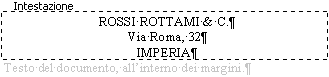 Intestazione
ROSSI·ROTTAMI·&·C.¶
Via·Roma,·32¶
IMPERIA¶
Testo·del·documento,·all'interno·dei·margini.¶